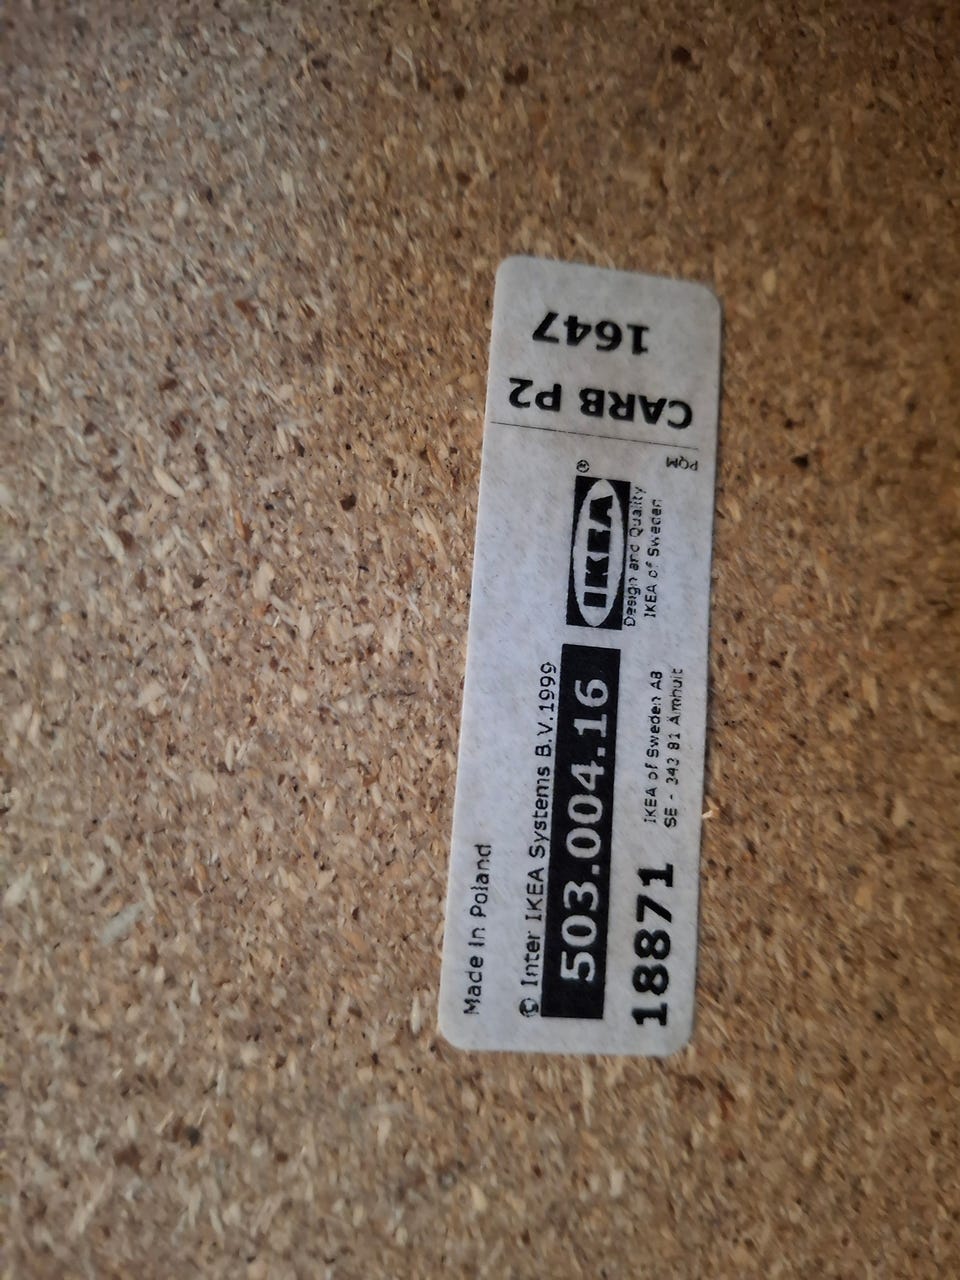 Made in Poland
© Inter IKEA Systems B.V.1999
503.004.16
IKEA®
Design and Quality
IKEA of Sweden
18871
IKEA of Sweden AB
SE - 343 81 Älmhult
PQM
CARB P2
1647